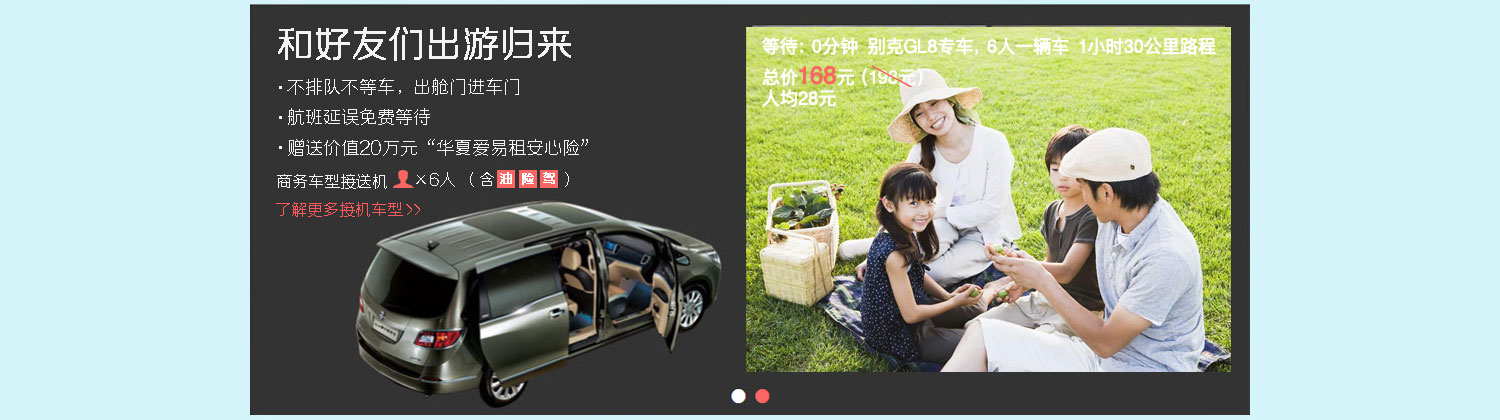 和好友们出游归来
·不排队不等车，出舱门进车门
·航班延误免费等待
·赠送价值20万元“华夏爱易租安心险”
商务车型接送机 ×6人（含油险驾）
了解更多接机车型>>
等待：0分钟 别克GL8专车，6人一辆车 1小时30公里路程
总价168元（198元）
人均28元